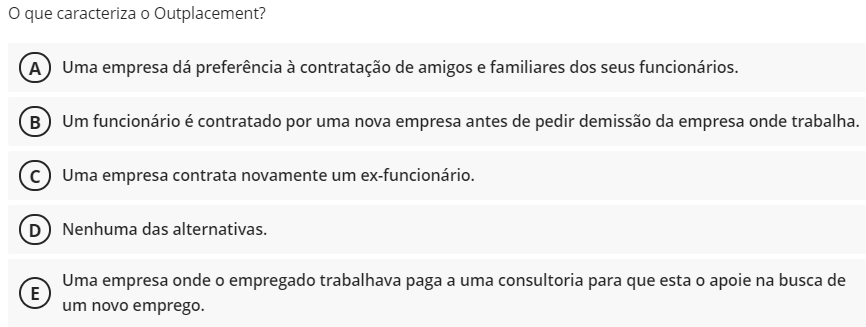 O que caracteriza o Outplacement?
A Uma empresa dá preferência à contratação de amigos e familiares dos seus funcionários.
B Um funcionário é contratado por uma nova empresa antes de pedir demissão da empresa onde trabalha.
C Uma empresa contrata novamente um ex-funcionário.
D Nenhuma das alternativas.
E Uma empresa onde o empregado trabalhava paga a uma consultoria para que esta o apoie na busca de
um novo emprego.